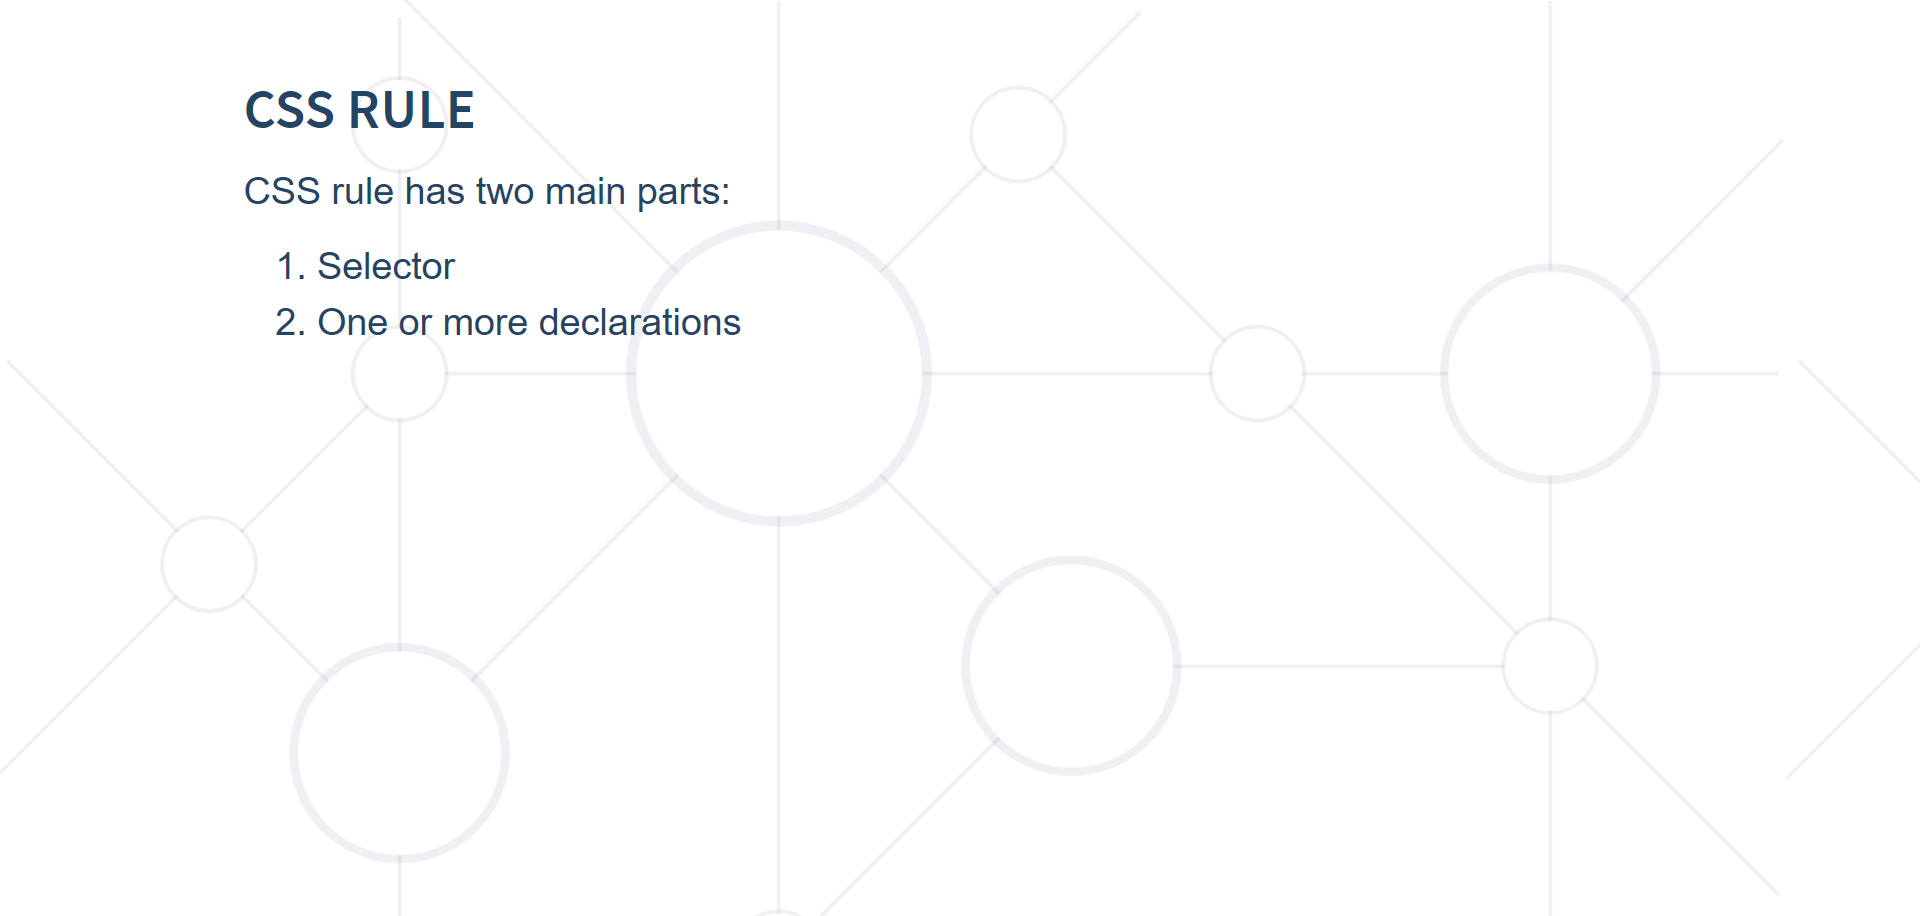 CSS RULE
CSS rule has two main parts:
1. Selector
2. One or more declarations